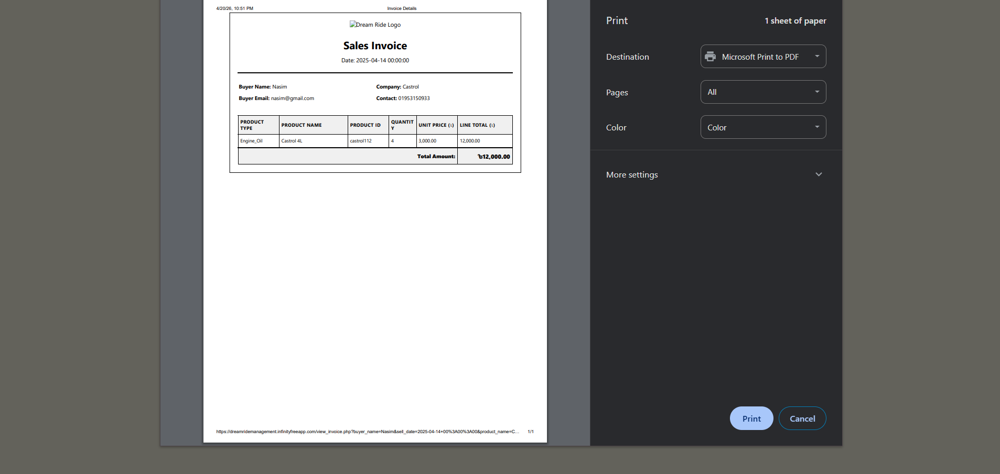 4/20/26, 10:51 PM Invoice Details
Dream Ride Logo
Sales Invoice
Date: 2025-04-14 00:00:00
Buyer Name: Nasim Company: Castrol
Buyer Email: nasim@gmail.com Contact: 01953150933
PRODUCT TYPE PRODUCT NAME PRODUCT ID QUANTITY UNIT PRICE (৳) LINE TOTAL (৳)
Engine_Oil Castrol 4L castrol112 4 3,000.00 12,000.00
Total Amount: ৳12,000.00
https://dreamridemanagement.infinityfreeapp.com/view_invoice.php?buyer_name=Nasim&sell_date=2025-04-14+00%3A00%3A00&product_name=C... 1/1
Print 1 sheet of paper
Destination Microsoft Print to PDF
Pages All
Color Color
More settings
Print Cancel